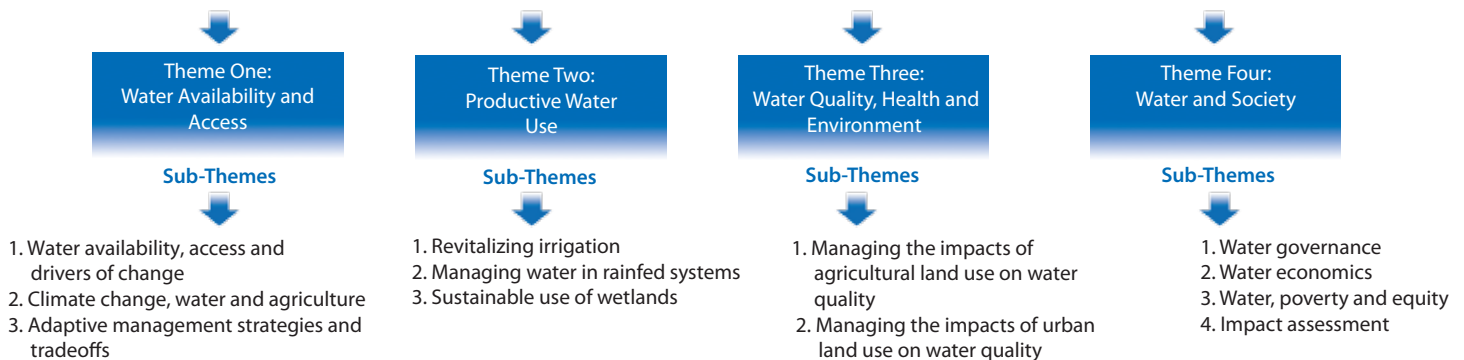 Theme One:
Water Availability and
Access
Sub-Themes
1. Water availability, access and
drivers of change
2. Climate change, water and agriculture
3. Adaptive management strategies and
tradeoffs
Theme Two:
Productive Water
Use
Sub-Themes
1. Revitalizing irrigation
2. Managing water in rainfed systems
3. Sustainable use of wetlands
Theme Three:
Water Quality, Health and
Environment
Sub-Themes
1. Managing the impacts of
agricultural land use on water
quality
2. Managing the impacts of urban
land use on water quality
Theme Four:
Water and Society
Sub-Themes
1. Water governance
2. Water economics
3. Water, poverty and equity
4. Impact assessment